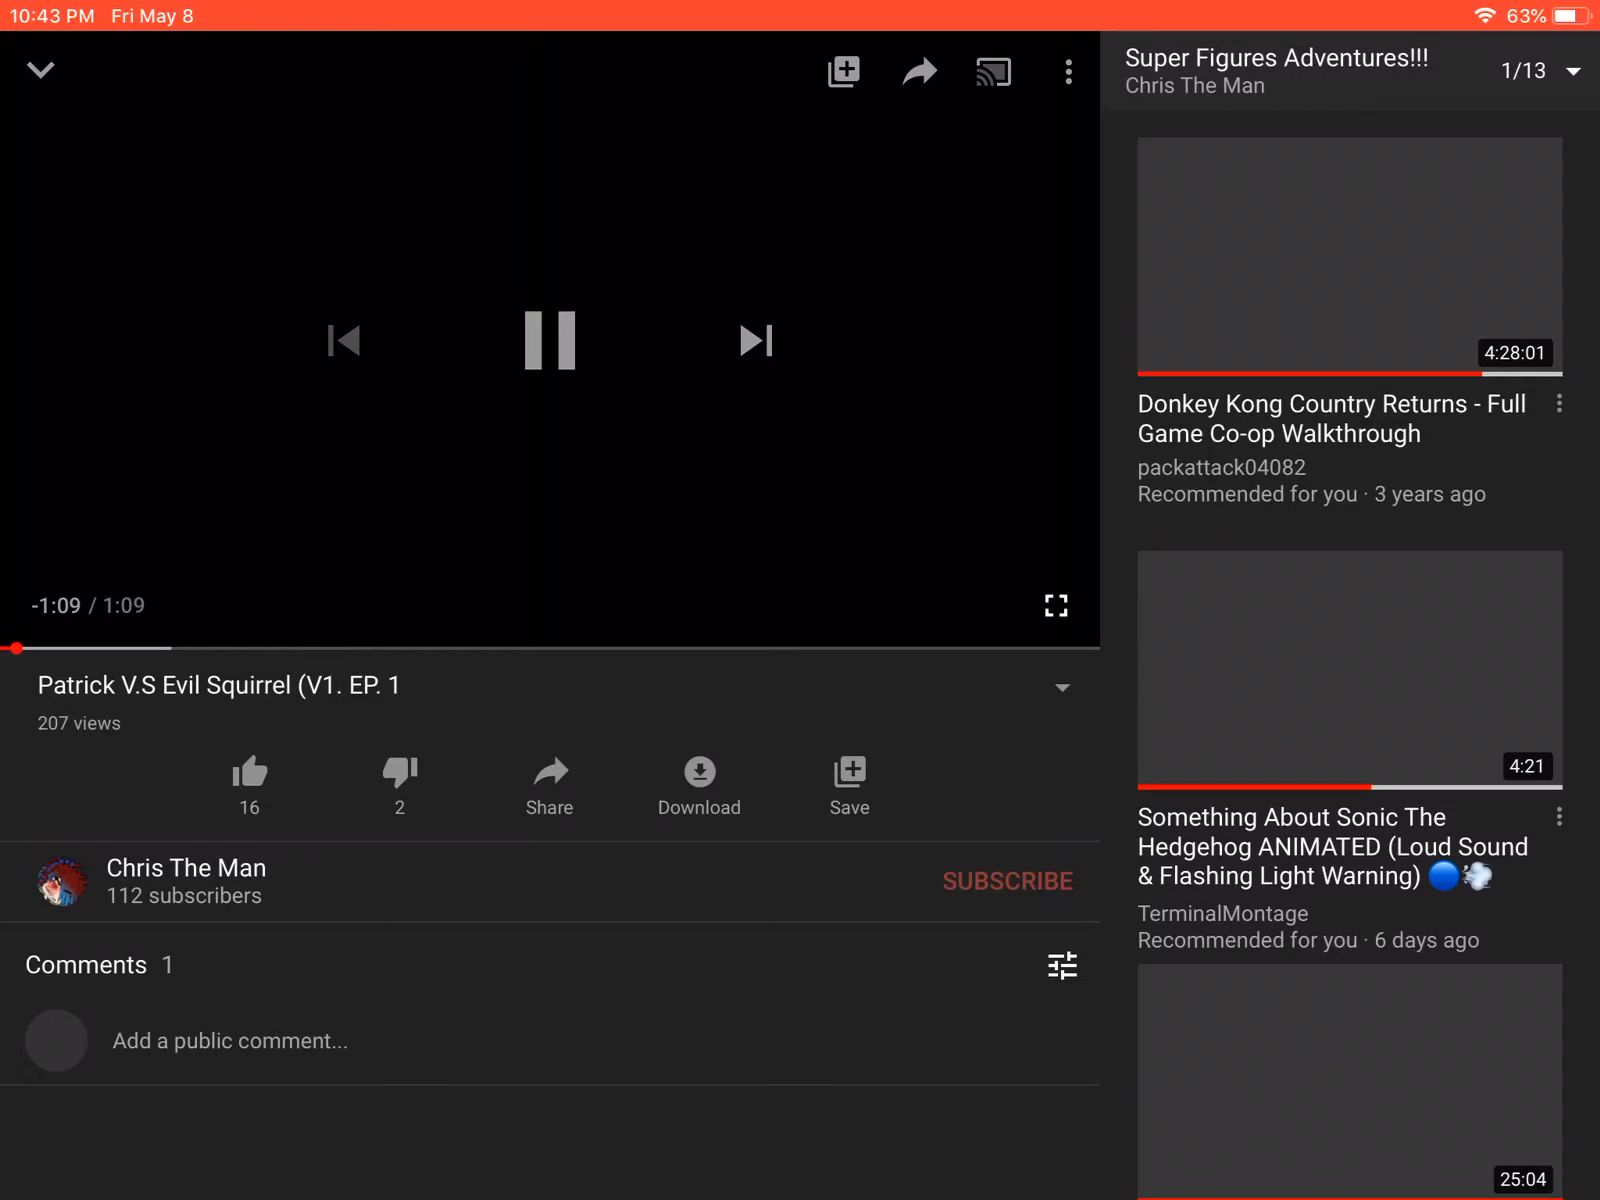 10:43 PM Fri May 8
63%
Super Figures Adventures!!!
Chris The Man
1/13
-1:09 / 1:09
Patrick V.S Evil Squirrel (V1. EP. 1
207 views
16
2
Share
Download
Save
Chris The Man
112 subscribers
SUBSCRIBE
Comments 1
Add a public comment...
4:28:01
Donkey Kong Country Returns - Full
Game Co-op Walkthrough
packattack04082
Recommended for you · 3 years ago
4:21
Something About Sonic The
Hedgehog ANIMATED (Loud Sound
& Flashing Light Warning) 🔵💨
TerminalMontage
Recommended for you · 6 days ago
25:04